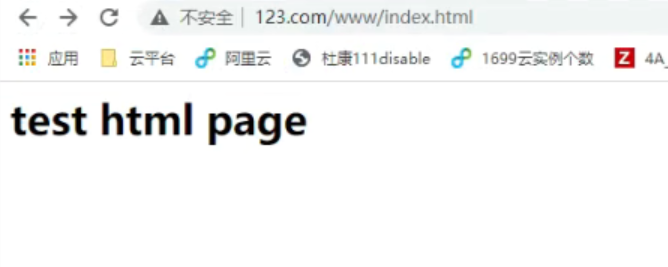 不安全 | 123.com/www/index.html
应用 云平台 阿里云 杜康111disable 1699云实例个数 Z 4A_
test html page